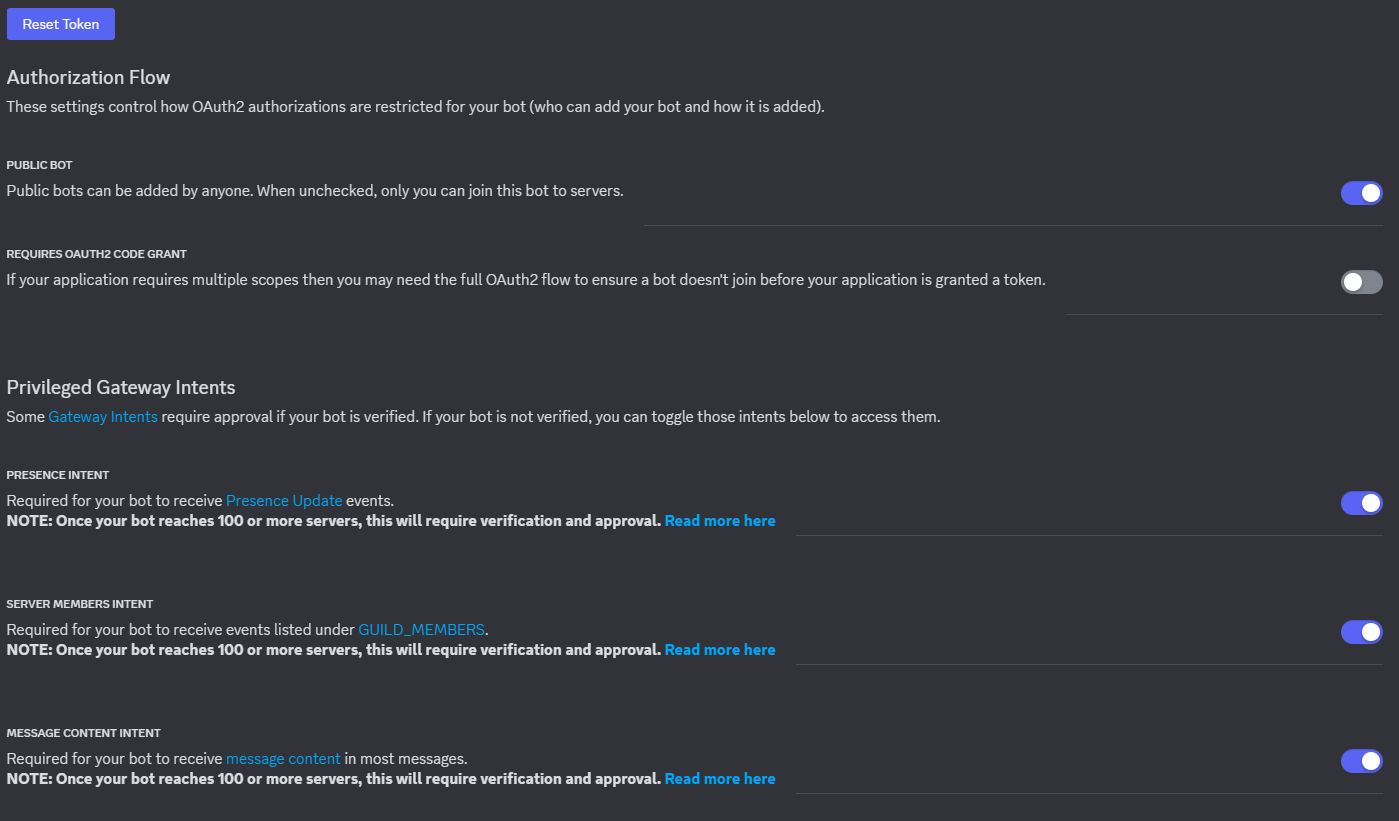 Reset Token
Authorization Flow
These settings control how OAuth2 authorizations are restricted for your bot (who can add your bot and how it is added).
PUBLIC BOT
Public bots can be added by anyone. When unchecked, only you can join this bot to servers.
REQUIRES OAUTH2 CODE GRANT
If your application requires multiple scopes then you may need the full OAuth2 flow to ensure a bot doesn't join before your application is granted a token.
Privileged Gateway Intents
Some Gateway Intents require approval if your bot is verified. If your bot is not verified, you can toggle those intents below to access them.
PRESENCE INTENT
Required for your bot to receive Presence Update events.
NOTE: Once your bot reaches 100 or more servers, this will require verification and approval. Read more here
SERVER MEMBERS INTENT
Required for your bot to receive events listed under GUILD_MEMBERS.
NOTE: Once your bot reaches 100 or more servers, this will require verification and approval. Read more here
MESSAGE CONTENT INTENT
Required for your bot to receive message content in most messages.
NOTE: Once your bot reaches 100 or more servers, this will require verification and approval. Read more here